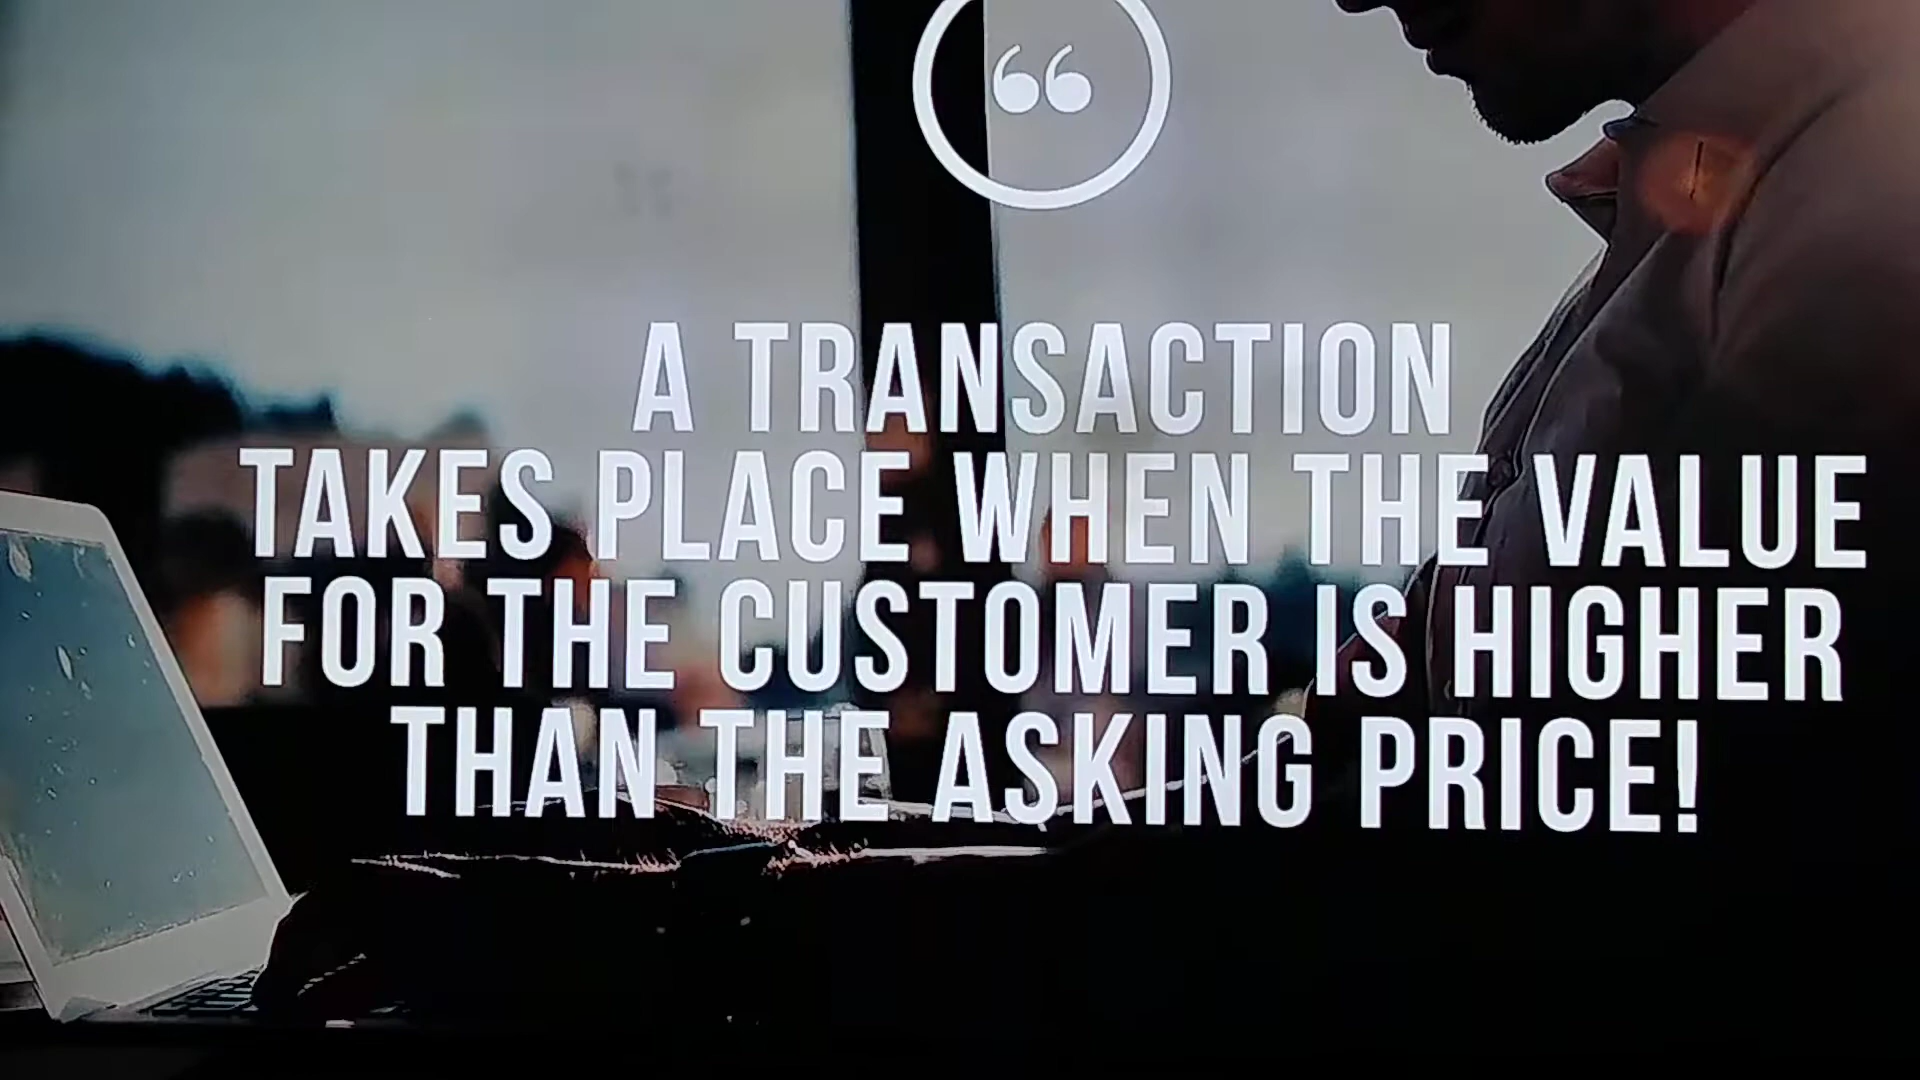 “
A TRANSACTION
TAKES PLACE WHEN THE VALUE
FOR THE CUSTOMER IS HIGHER
THAN THE ASKING PRICE!